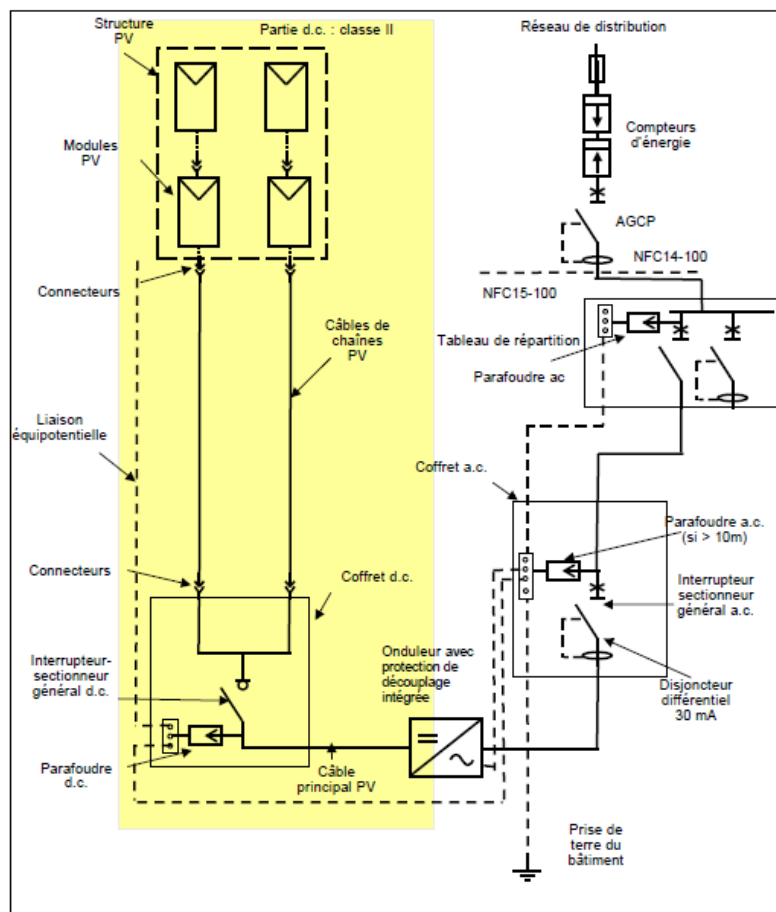 Structure
PV
Partie d.c. : classe II
Réseau de distribution
Modules
PV
Compteurs
d'énergie
AGCP
NFC14-100
NFC15-100
Connecteurs
Câbles de
chaînes
PV
Tableau de répartition
Parafoudre ac
Liaison
équipotentielle
Coffret a.c.
Parafoudre a.c.
(si > 10m)
Connecteurs
Coffret d.c.
Interrupteur
sectionneur
général a.c.
Interrupteur-
sectionneur
général d.c.
Onduleur avec
protection de
découplage
intégrée
Disjoncteur
différentiel
30 mA
Parafoudre
d.c.
Câble
principal PV
Prise de
terre du
bâtiment